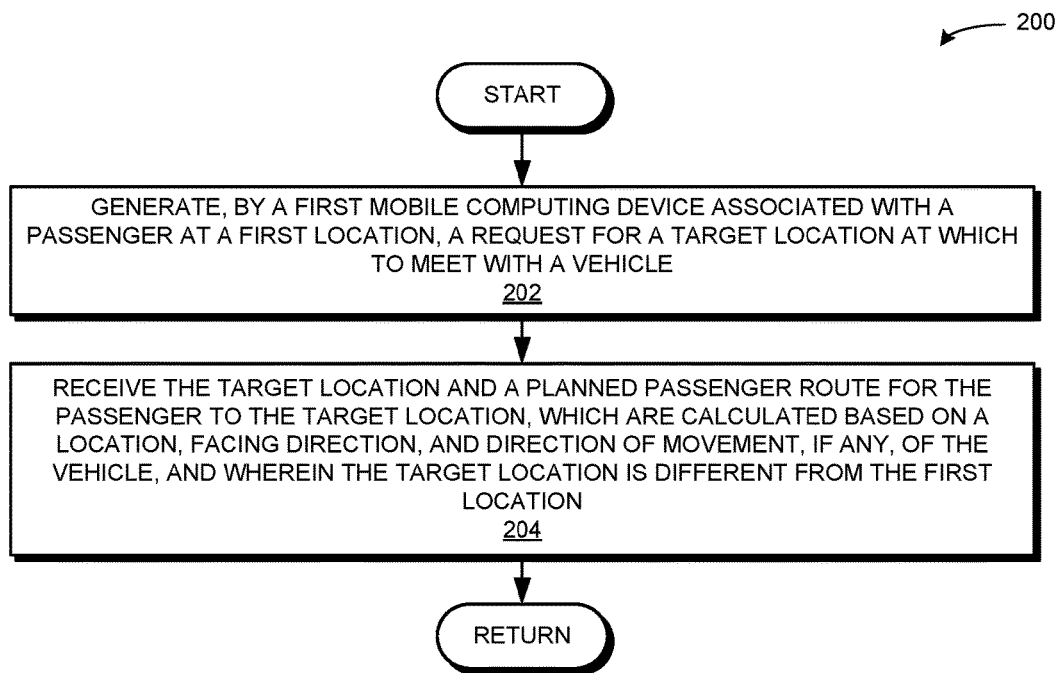 200
START
GENERATE, BY A FIRST MOBILE COMPUTING DEVICE ASSOCIATED WITH A
PASSENGER AT A FIRST LOCATION, A REQUEST FOR A TARGET LOCATION AT WHICH
TO MEET WITH A VEHICLE
202
RECEIVE THE TARGET LOCATION AND A PLANNED PASSENGER ROUTE FOR THE
PASSENGER TO THE TARGET LOCATION, WHICH ARE CALCULATED BASED ON A
LOCATION, FACING DIRECTION, AND DIRECTION OF MOVEMENT, IF ANY, OF THE
VEHICLE, AND WHEREIN THE TARGET LOCATION IS DIFFERENT FROM THE FIRST
LOCATION
204
RETURN